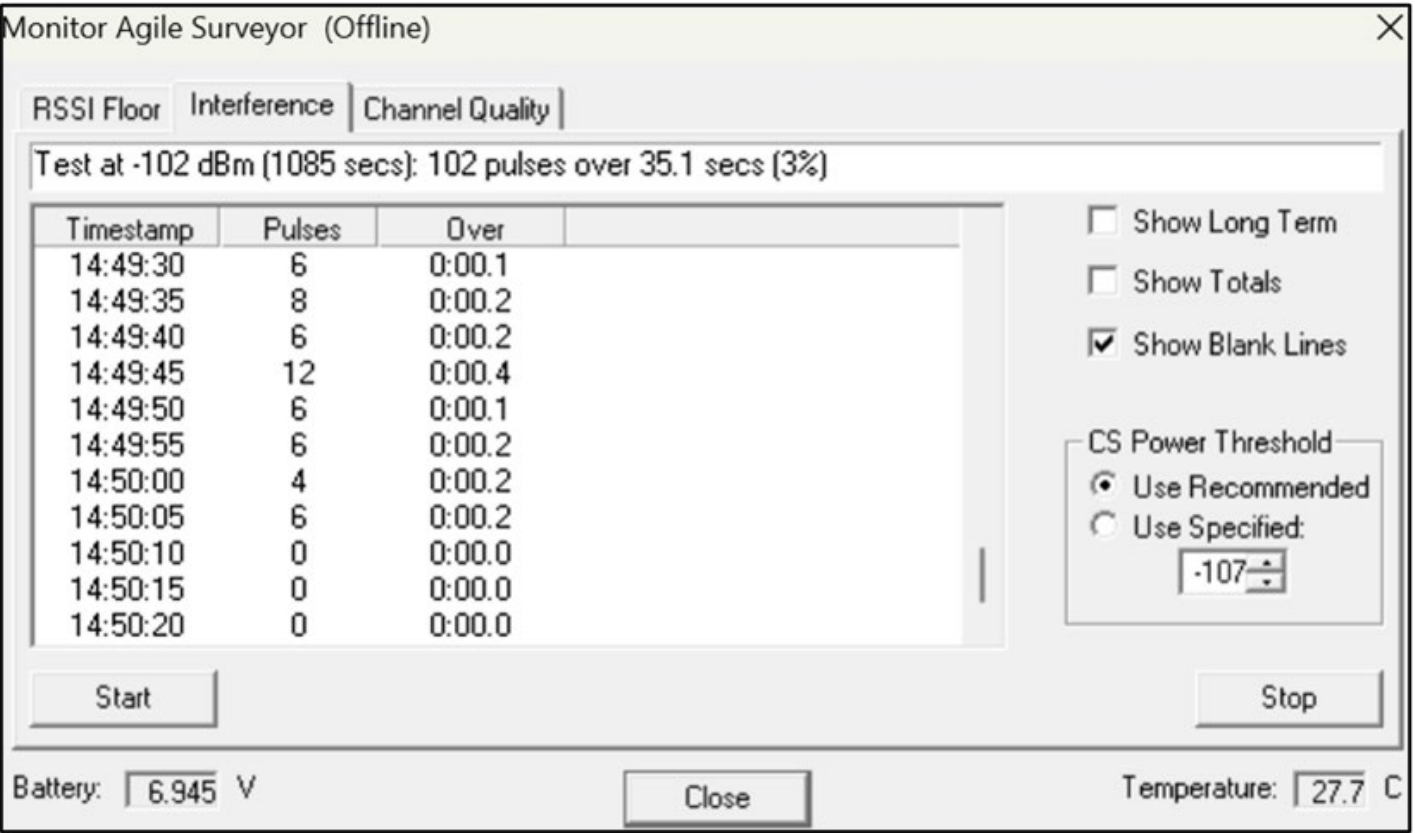 Monitor Agile Surveyor (Offline)
RSSI Floor Interference Channel Quality
Test at -102 dBm (1085 secs): 102 pulses over 35.1 secs (3%)
Timestamp Pulses Over
14:49:30 6 0:00.1
14:49:35 8 0:00.2
14:49:40 6 0:00.2
14:49:45 12 0:00.4
14:49:50 6 0:00.1
14:49:55 6 0:00.2
14:50:00 4 0:00.2
14:50:05 6 0:00.2
14:50:10 0 0:00.0
14:50:15 0 0:00.0
14:50:20 0 0:00.0
Show Long Term
Show Totals
Show Blank Lines
CS Power Threshold
Use Recommended
Use Specified:
-107
Start
Stop
Battery: 6.945 V
Close
Temperature: 27.7 C